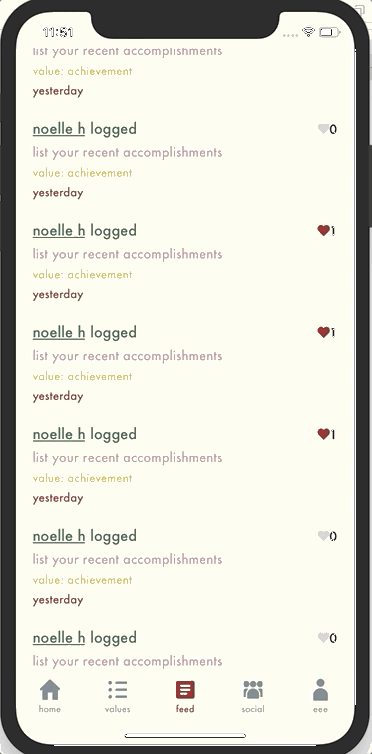 11:51
list your recent accomplishments
value: achievement
yesterday
noelle h logged 0
list your recent accomplishments
value: achievement
yesterday
noelle h logged 1
list your recent accomplishments
value: achievement
yesterday
noelle h logged 1
list your recent accomplishments
value: achievement
yesterday
noelle h logged 1
list your recent accomplishments
value: achievement
yesterday
noelle h logged 0
list your recent accomplishments
value: achievement
yesterday
noelle h logged 0
list your recent accomplishments
home values feed social eee